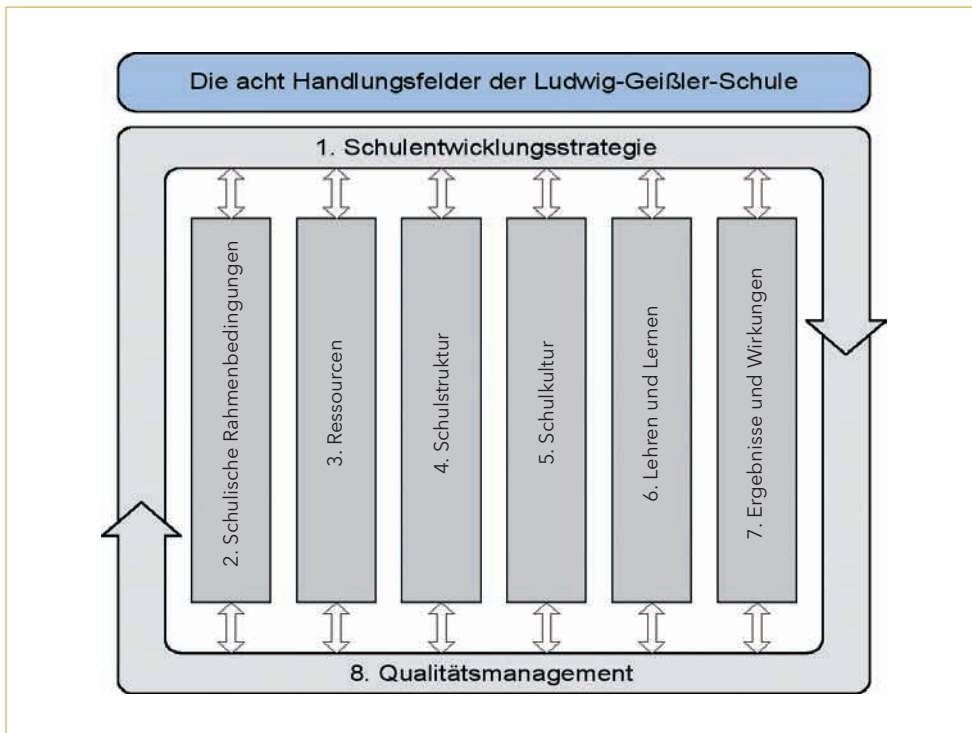 Die acht Handlungsfelder der Ludwig-Geißler-Schule
1. Schulentwicklungsstrategie
2. Schulische Rahmenbedingungen
3. Ressourcen
4. Schulstruktur
5. Schulkultur
6. Lehren und Lernen
7. Ergebnisse und Wirkungen
8. Qualitätsmanagement